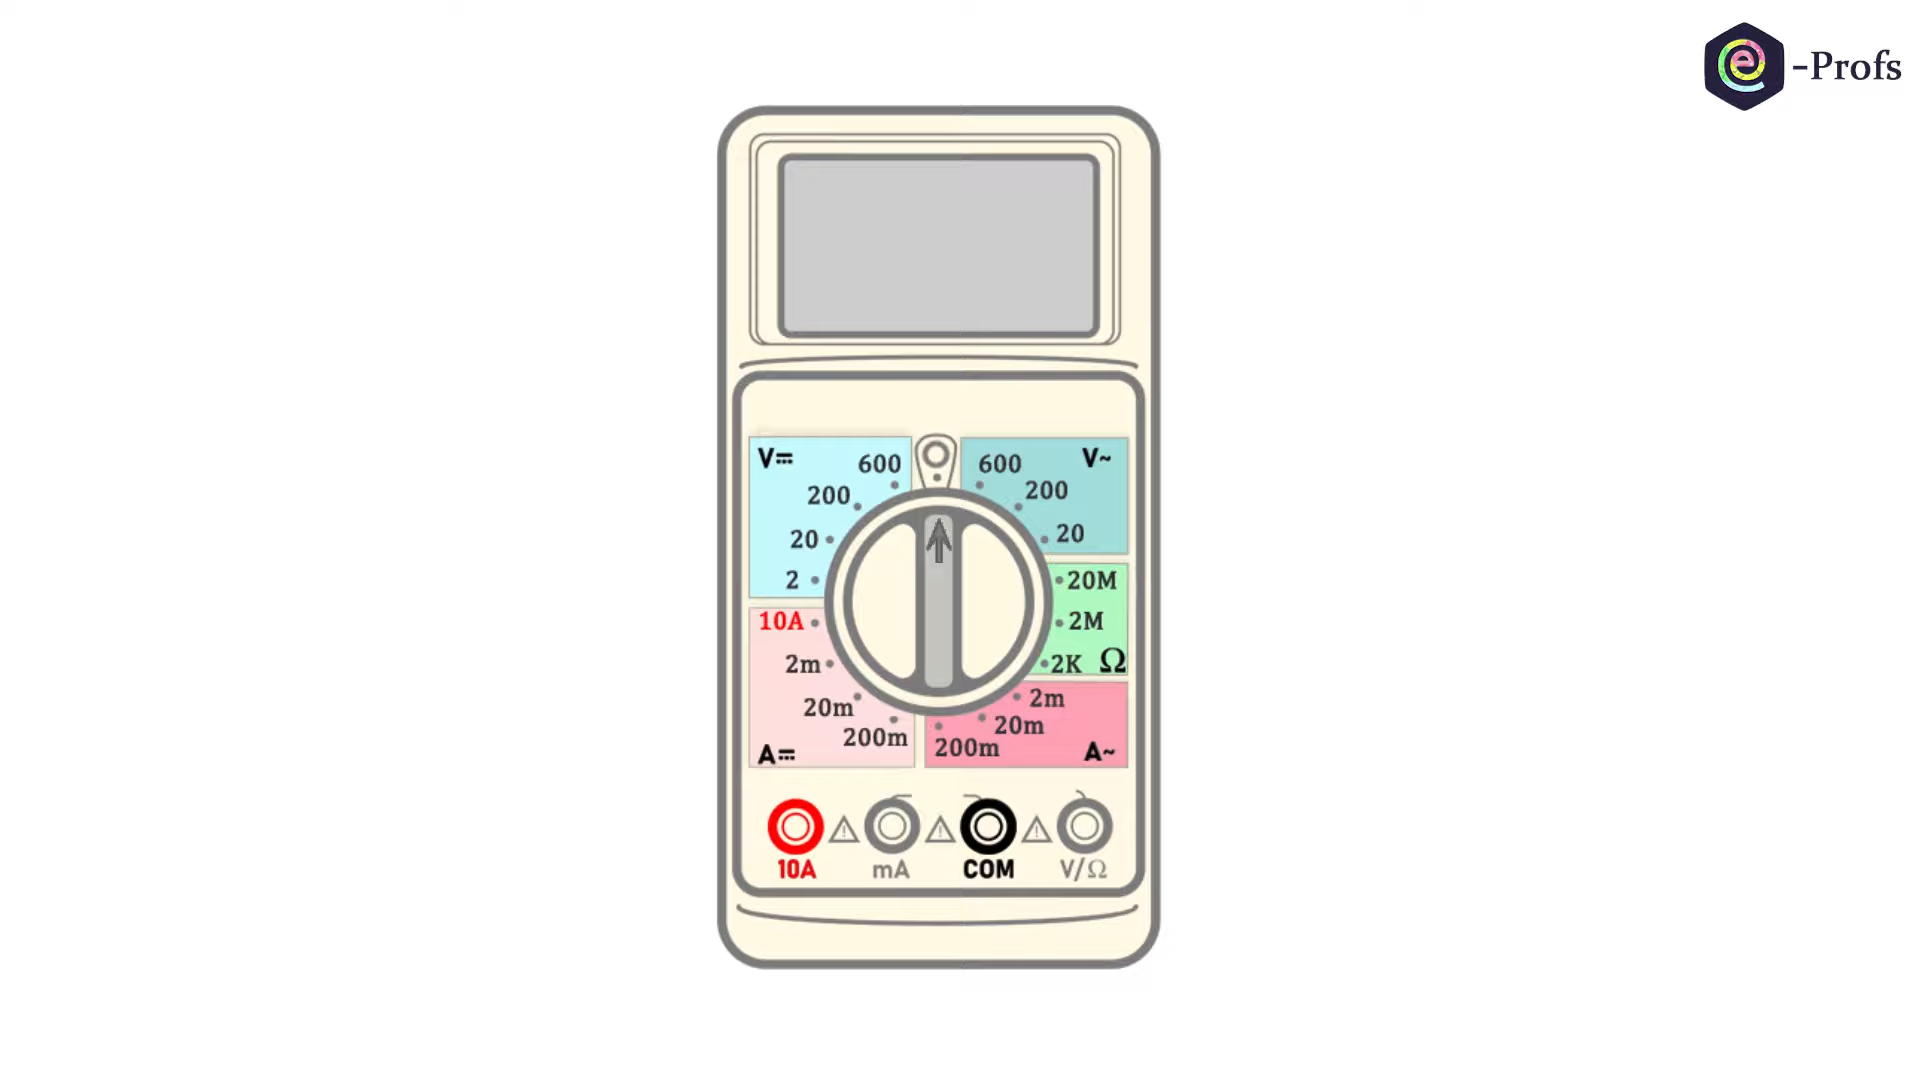 e-Profs
V⎓ 600 600 V~
200 200
20 20
2 20M
10A 2M
2m 2K Ω
20m 2m
200m 20m
A⎓ 200m A~
10A mA COM V/Ω